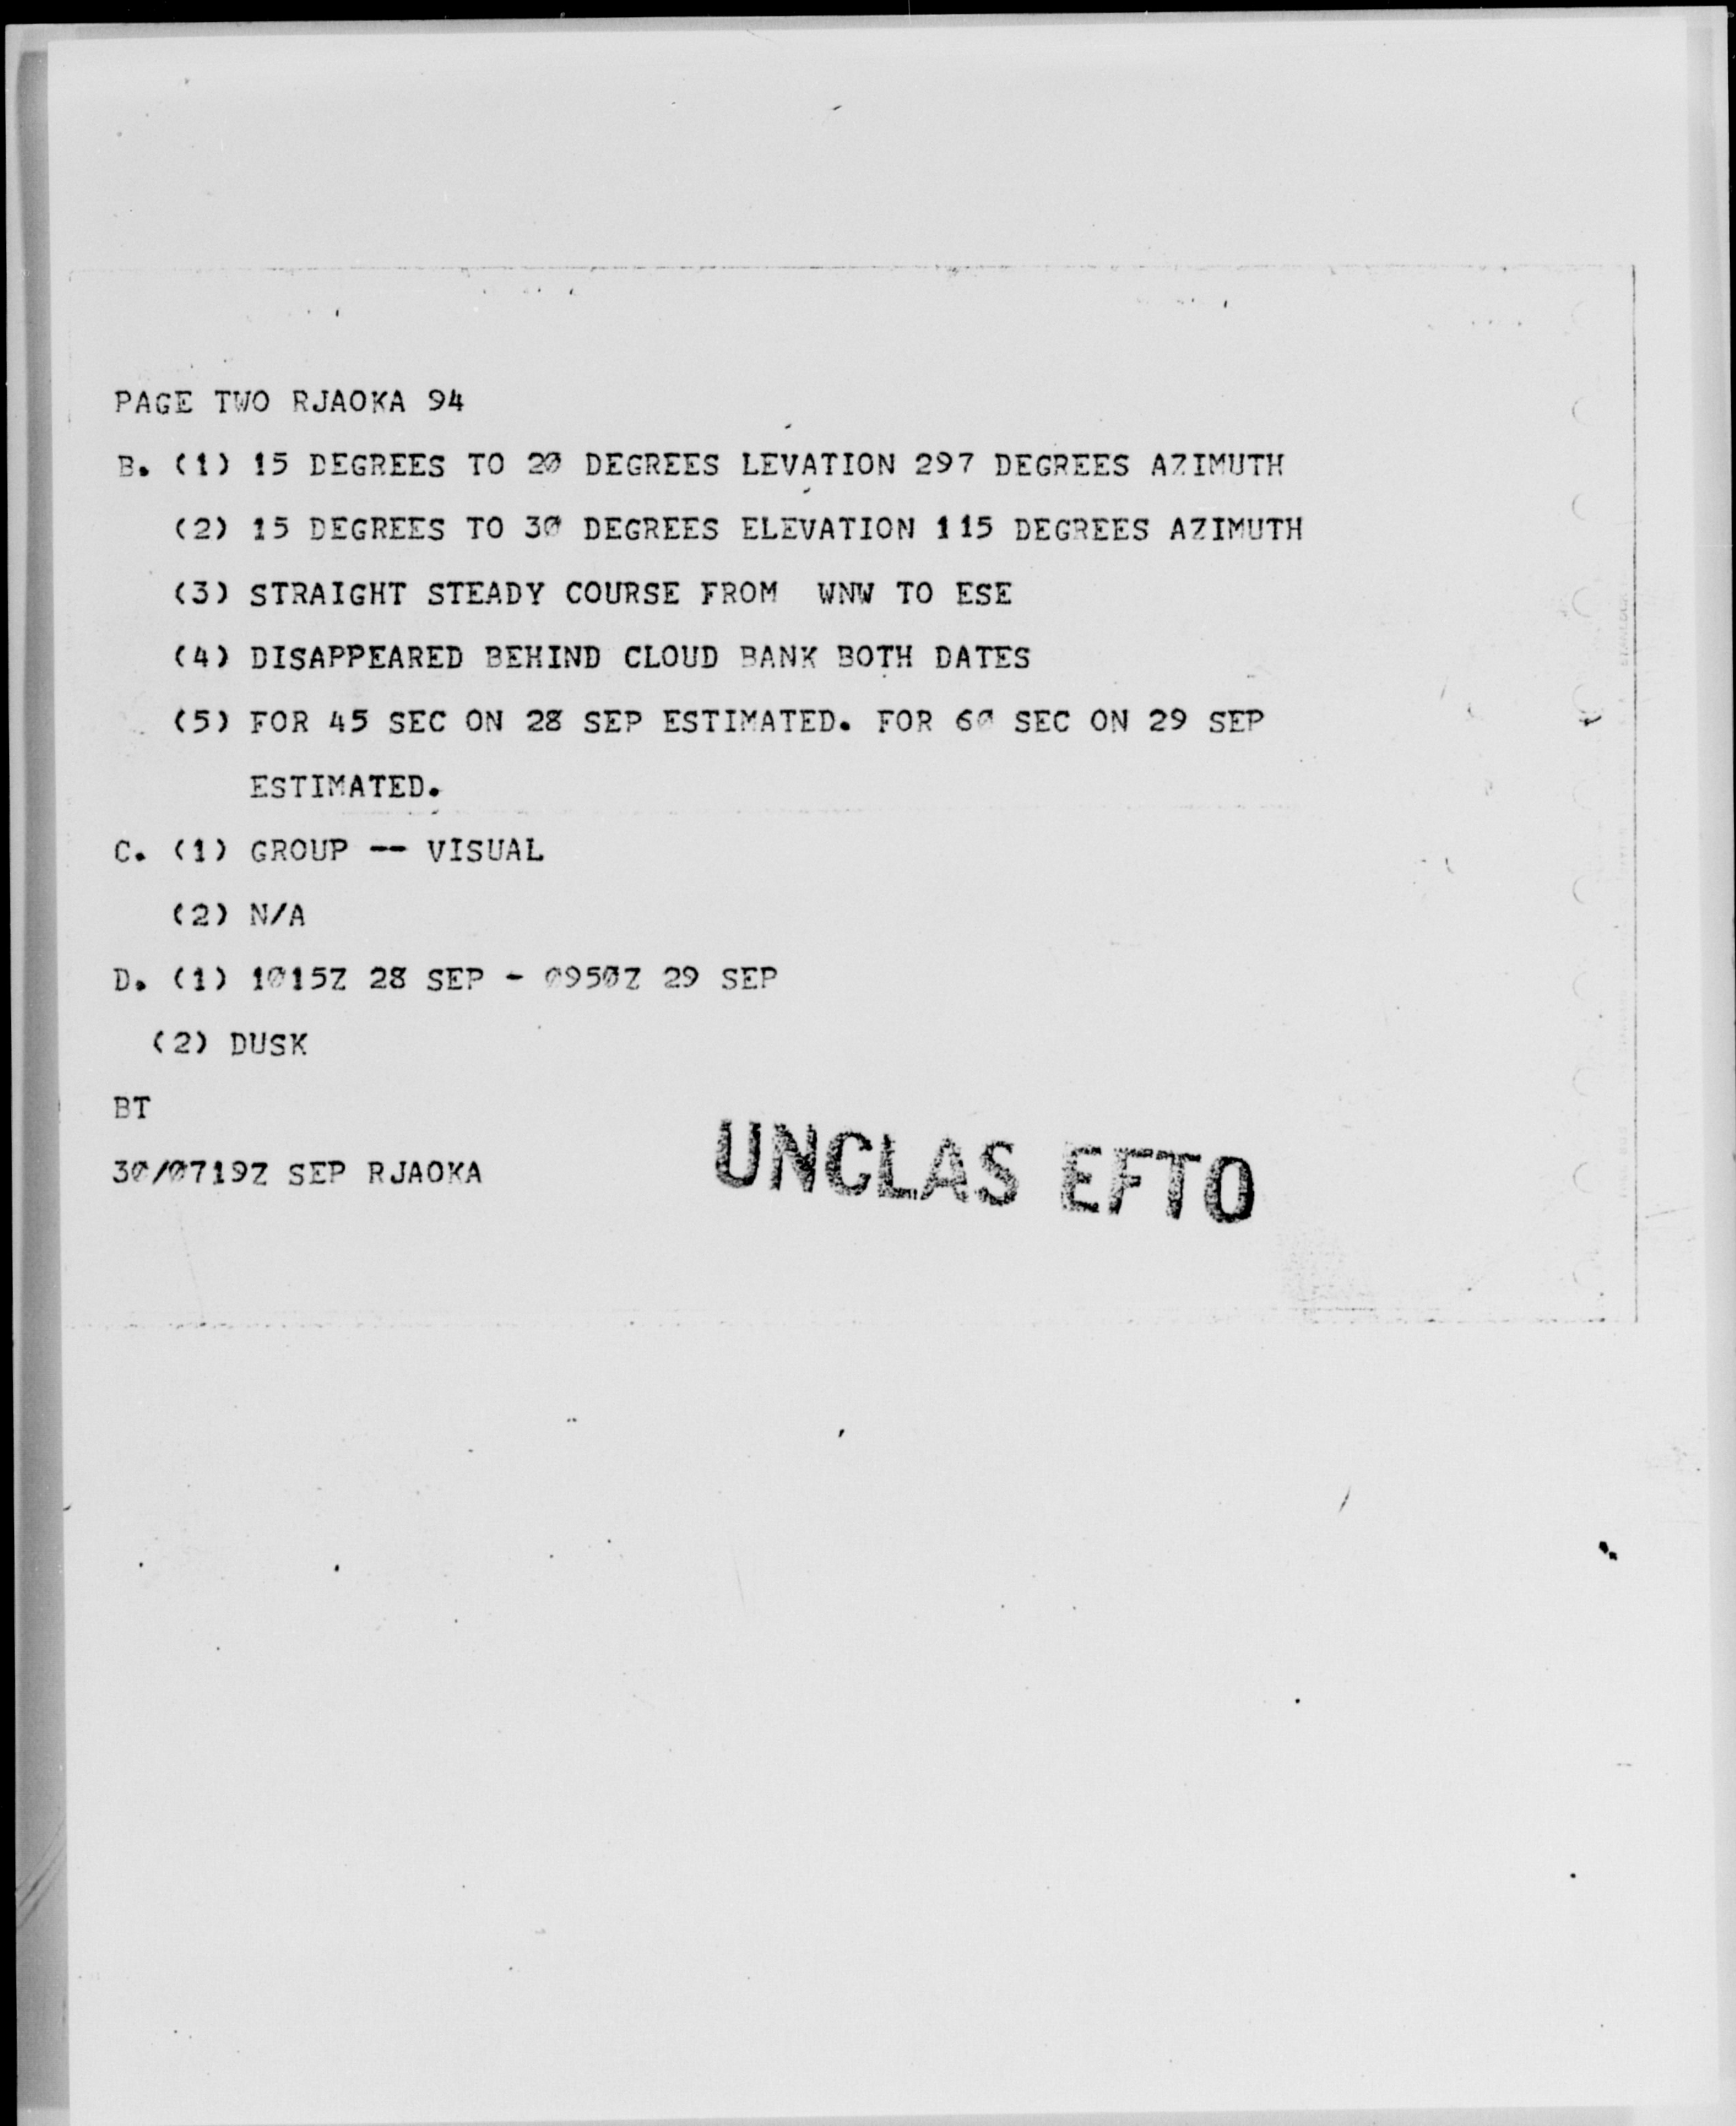 PAGE TWO RJAOKA 94
B. (1) 15 DEGREES TO 20 DEGREES LEVATION 297 DEGREES AZIMUTH
(2) 15 DEGREES TO 30 DEGREES ELEVATION 115 DEGREES AZIMUTH
(3) STRAIGHT STEADY COURSE FROM  WNW TO ESE
(4) DISAPPEARED BEHIND CLOUD BANK BOTH DATES
(5) FOR 45 SEC ON 28 SEP ESTIMATED. FOR 60 SEC ON 29 SEP
ESTIMATED.
C. (1) GROUP -- VISUAL
(2) N/A
D. (1) 1015Z 28 SEP - 0950Z 29 SEP
(2) DUSK
BT
30/0719Z SEP RJAOKA
UNCLAS EFTO